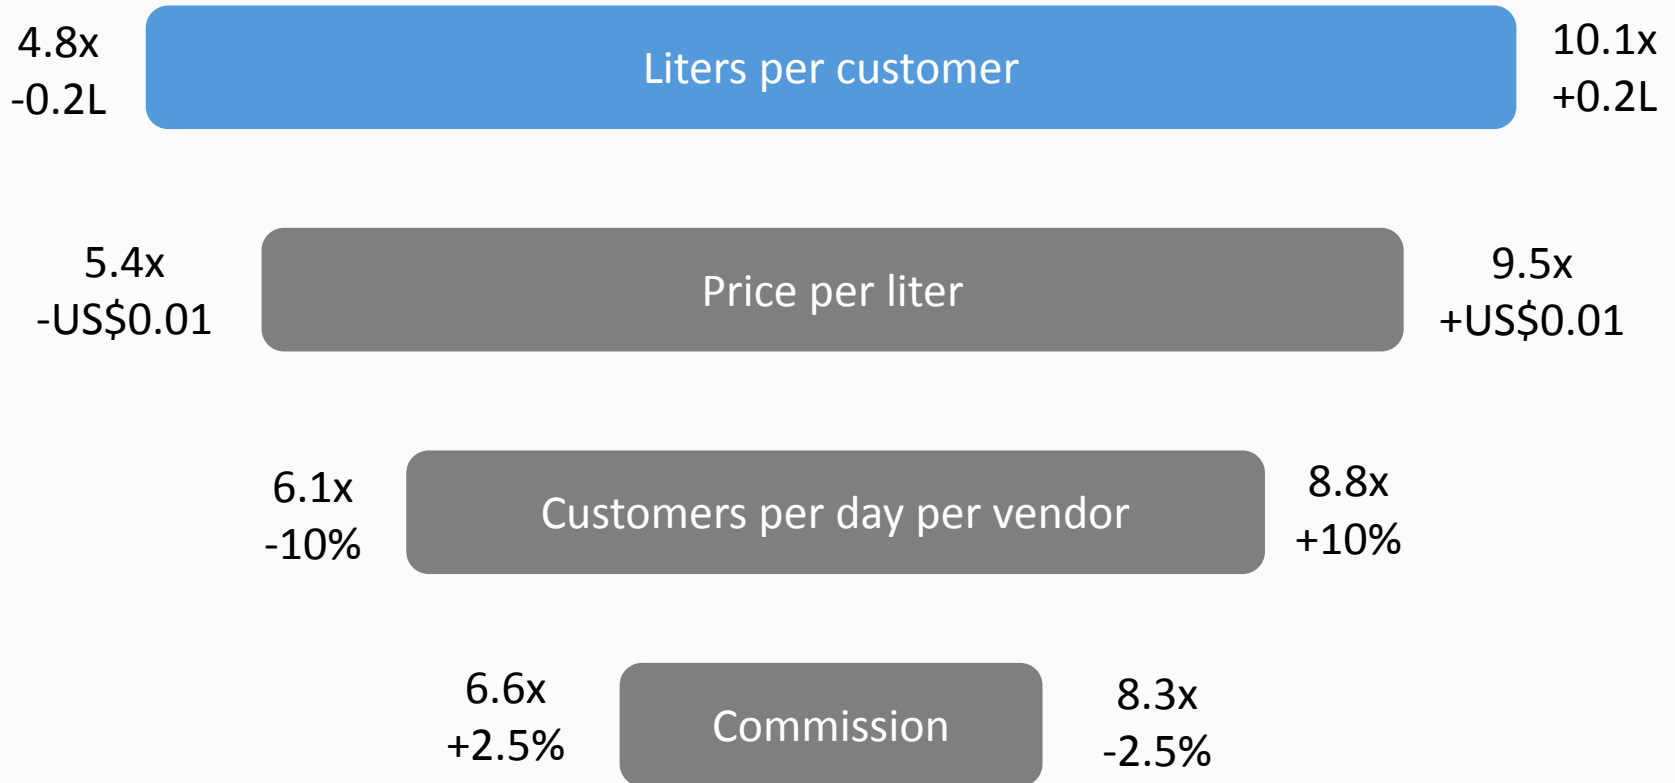 4.8x
-0.2L
Liters per customer
10.1x
+0.2L
5.4x
-US$0.01
Price per liter
9.5x
+US$0.01
6.1x
-10%
Customers per day per vendor
8.8x
+10%
6.6x
+2.5%
Commission
8.3x
-2.5%